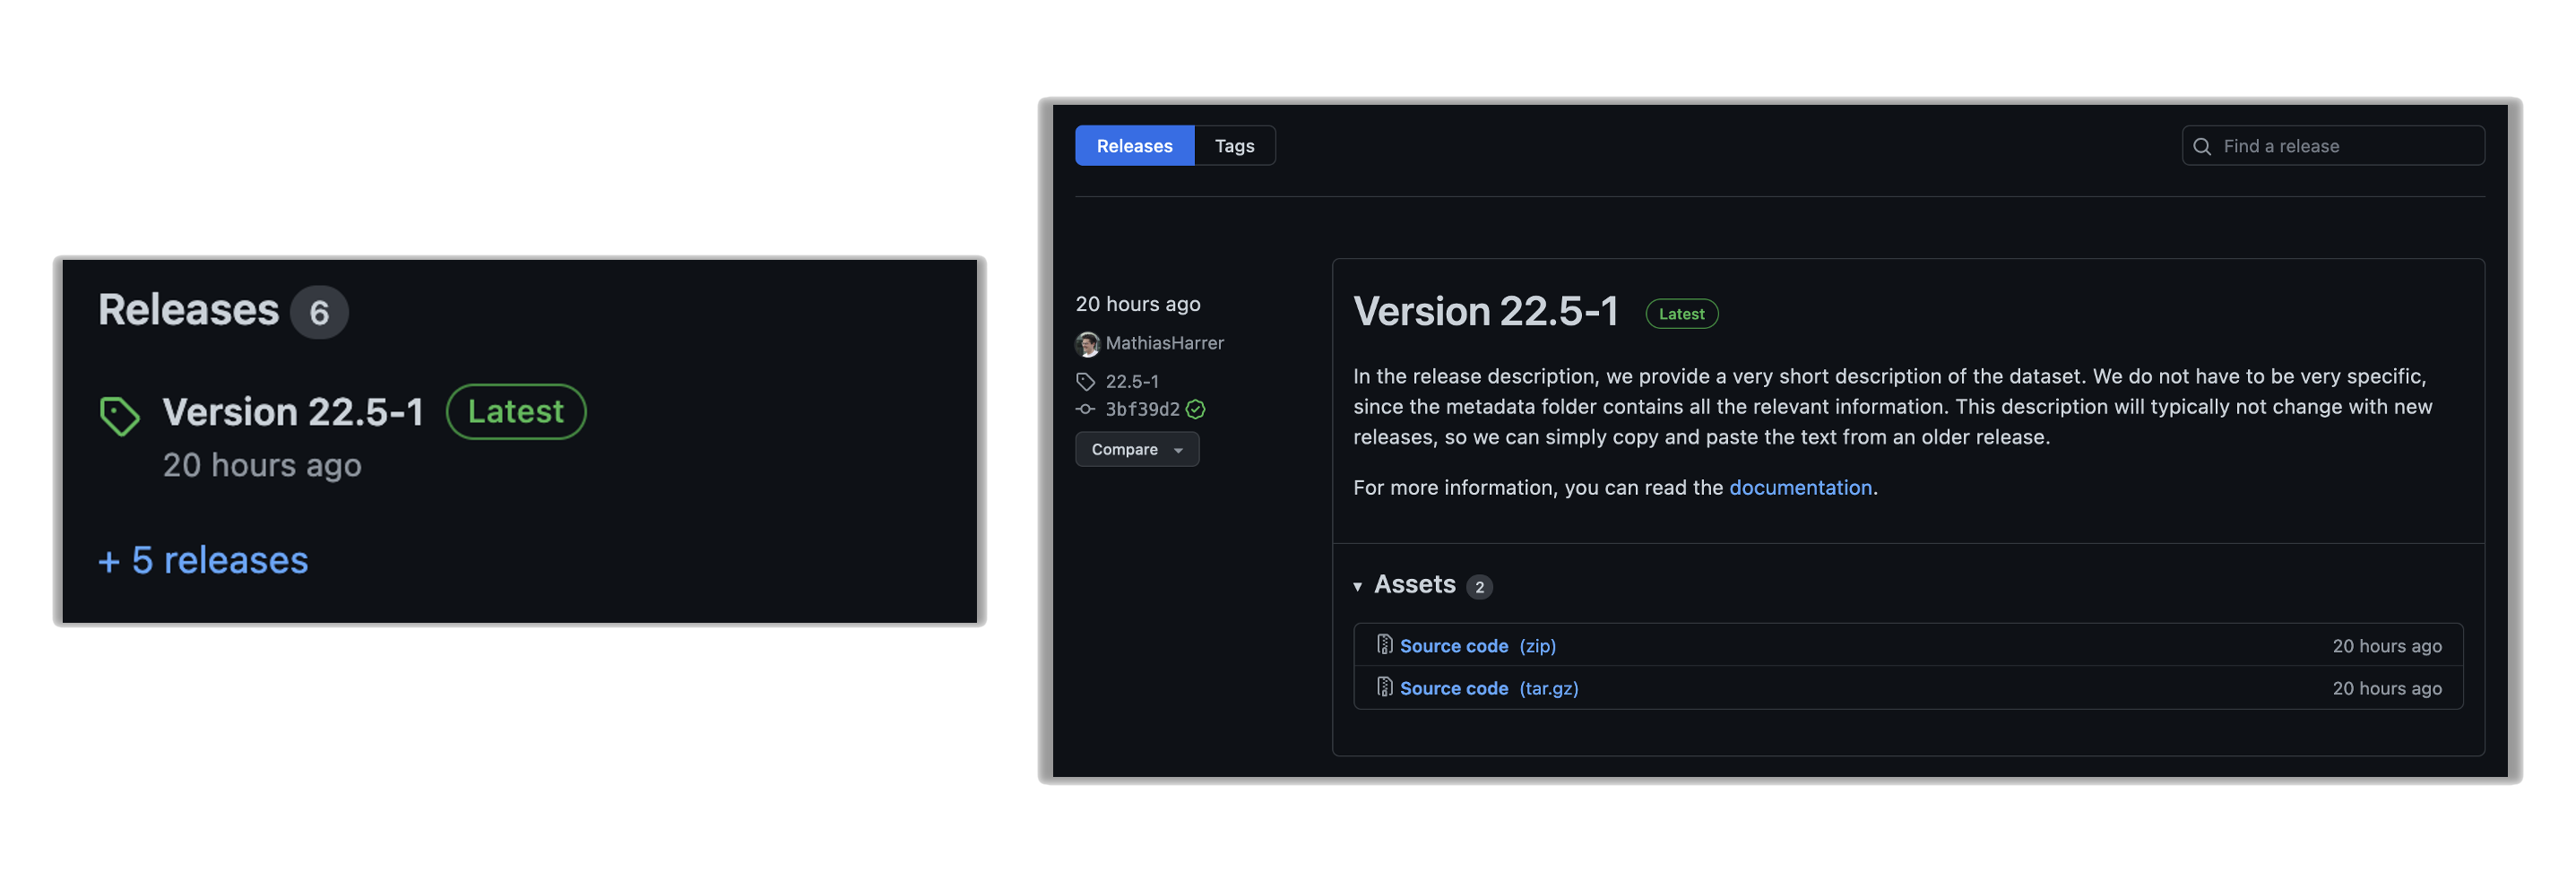 Releases 6
Version 22.5-1 Latest
20 hours ago
+ 5 releases
Releases Tags
Find a release
20 hours ago
MathiasHarrer
22.5-1
3bf39d2
Compare
Version 22.5-1 Latest
In the release description, we provide a very short description of the dataset. We do not have to be very specific,
since the metadata folder contains all the relevant information. This description will typically not change with new
releases, so we can simply copy and paste the text from an older release.
For more information, you can read the documentation.
Assets 2
Source code (zip) 20 hours ago
Source code (tar.gz) 20 hours ago